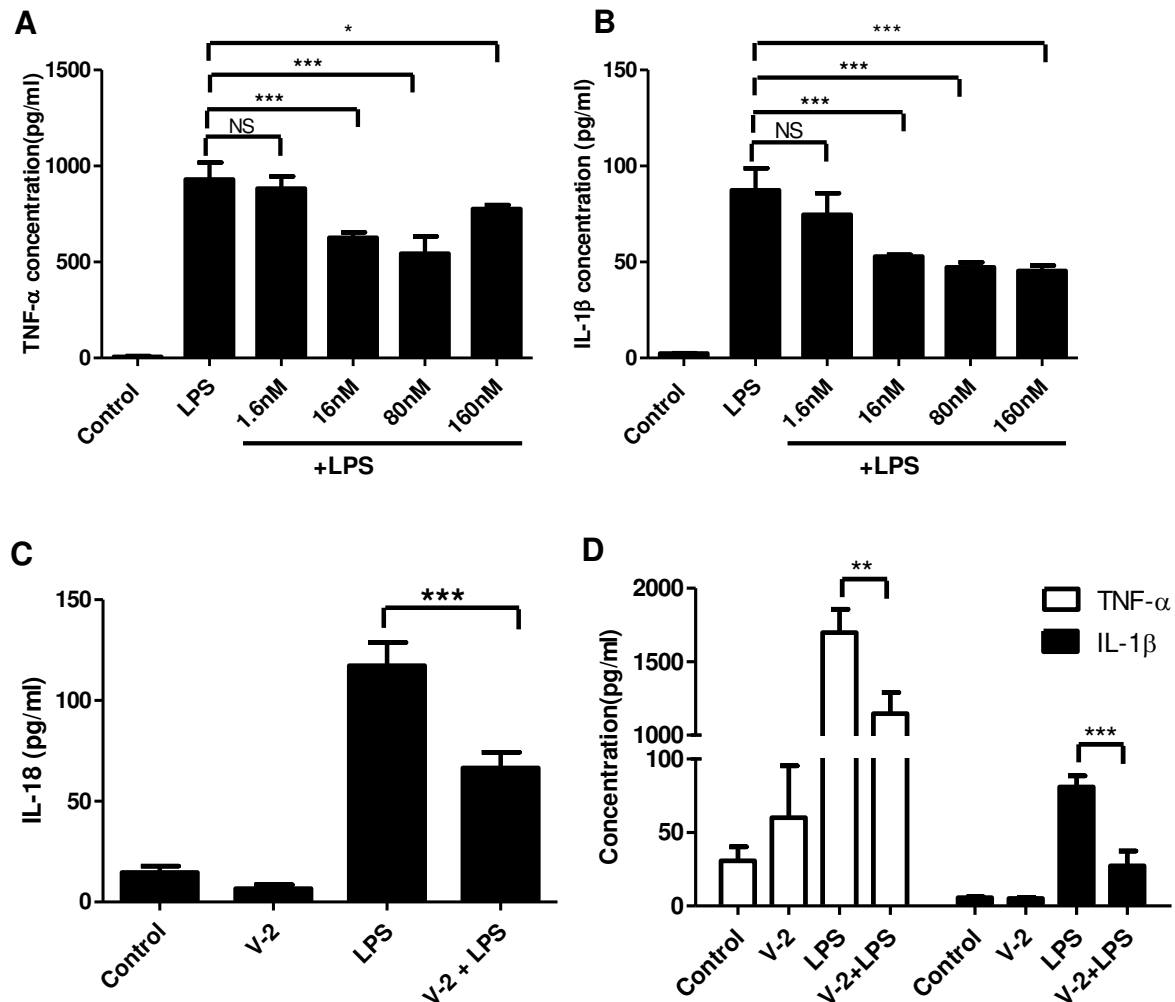 A
*
***
***
NS
TNF-α concentration(pg/ml)
1500
1000
500
0
Control
LPS
1.6nM
16nM
80nM
160nM
+LPS
B
***
***
***
NS
IL-1β concentration (pg/ml)
150
100
50
0
Control
LPS
1.6nM
16nM
80nM
160nM
+LPS
C
***
IL-18 (pg/ml)
150
100
50
0
Control
V-2
LPS
V-2 + LPS
D
**
***
TNF-α
IL-1β
Concentration(pg/ml)
2000
1500
1000
100
50
0
Control
V-2
LPS
V-2+LPS
Control
V-2
LPS
V-2+LPS